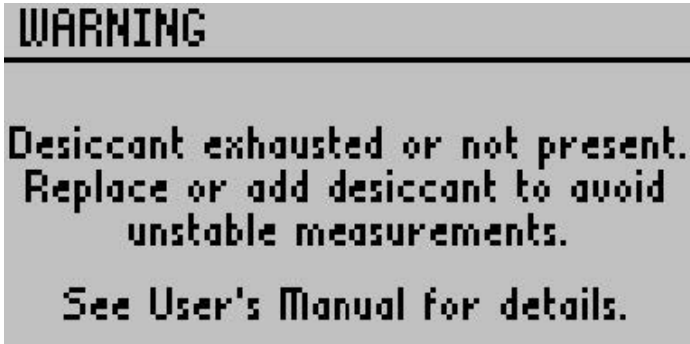 WARNING
Desiccant exhausted or not present.
Replace or add desiccant to avoid
unstable measurements.
See User's Manual for details.